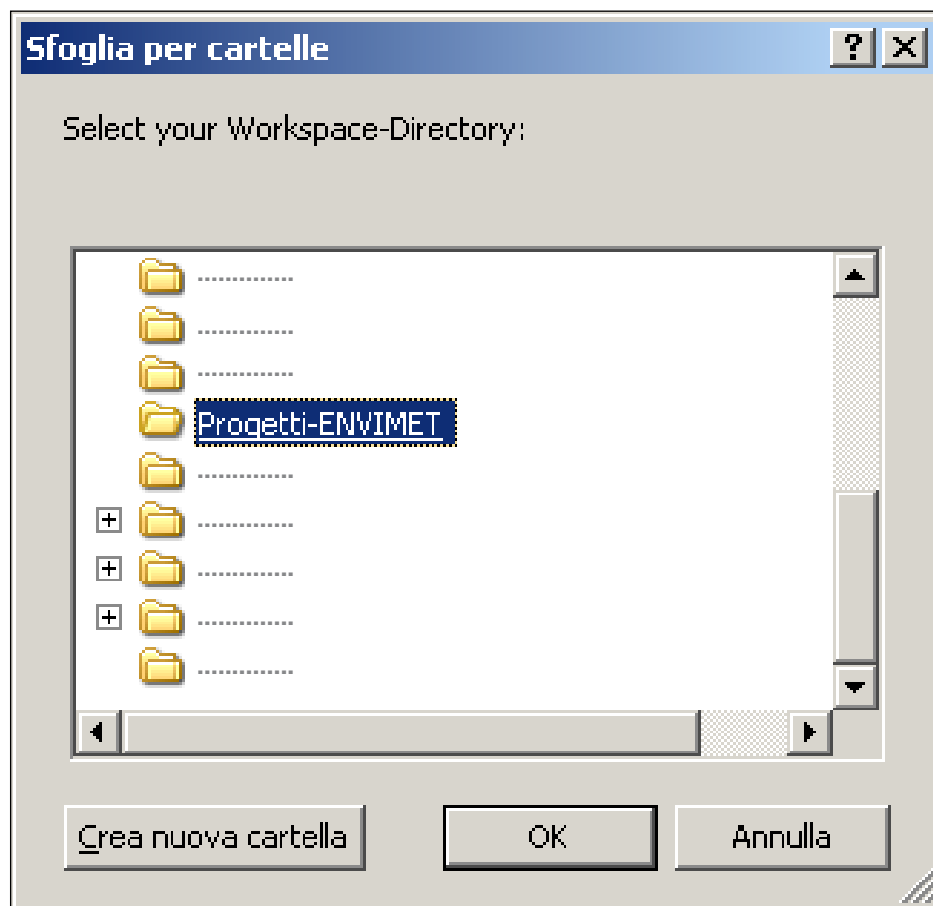 Sfoglia per cartelle
Select your Workspace-Directory:
.............
.............
.............
Progetti-ENVIMET
.............
.............
.............
.............
.............
Crea nuova cartella
OK
Annulla